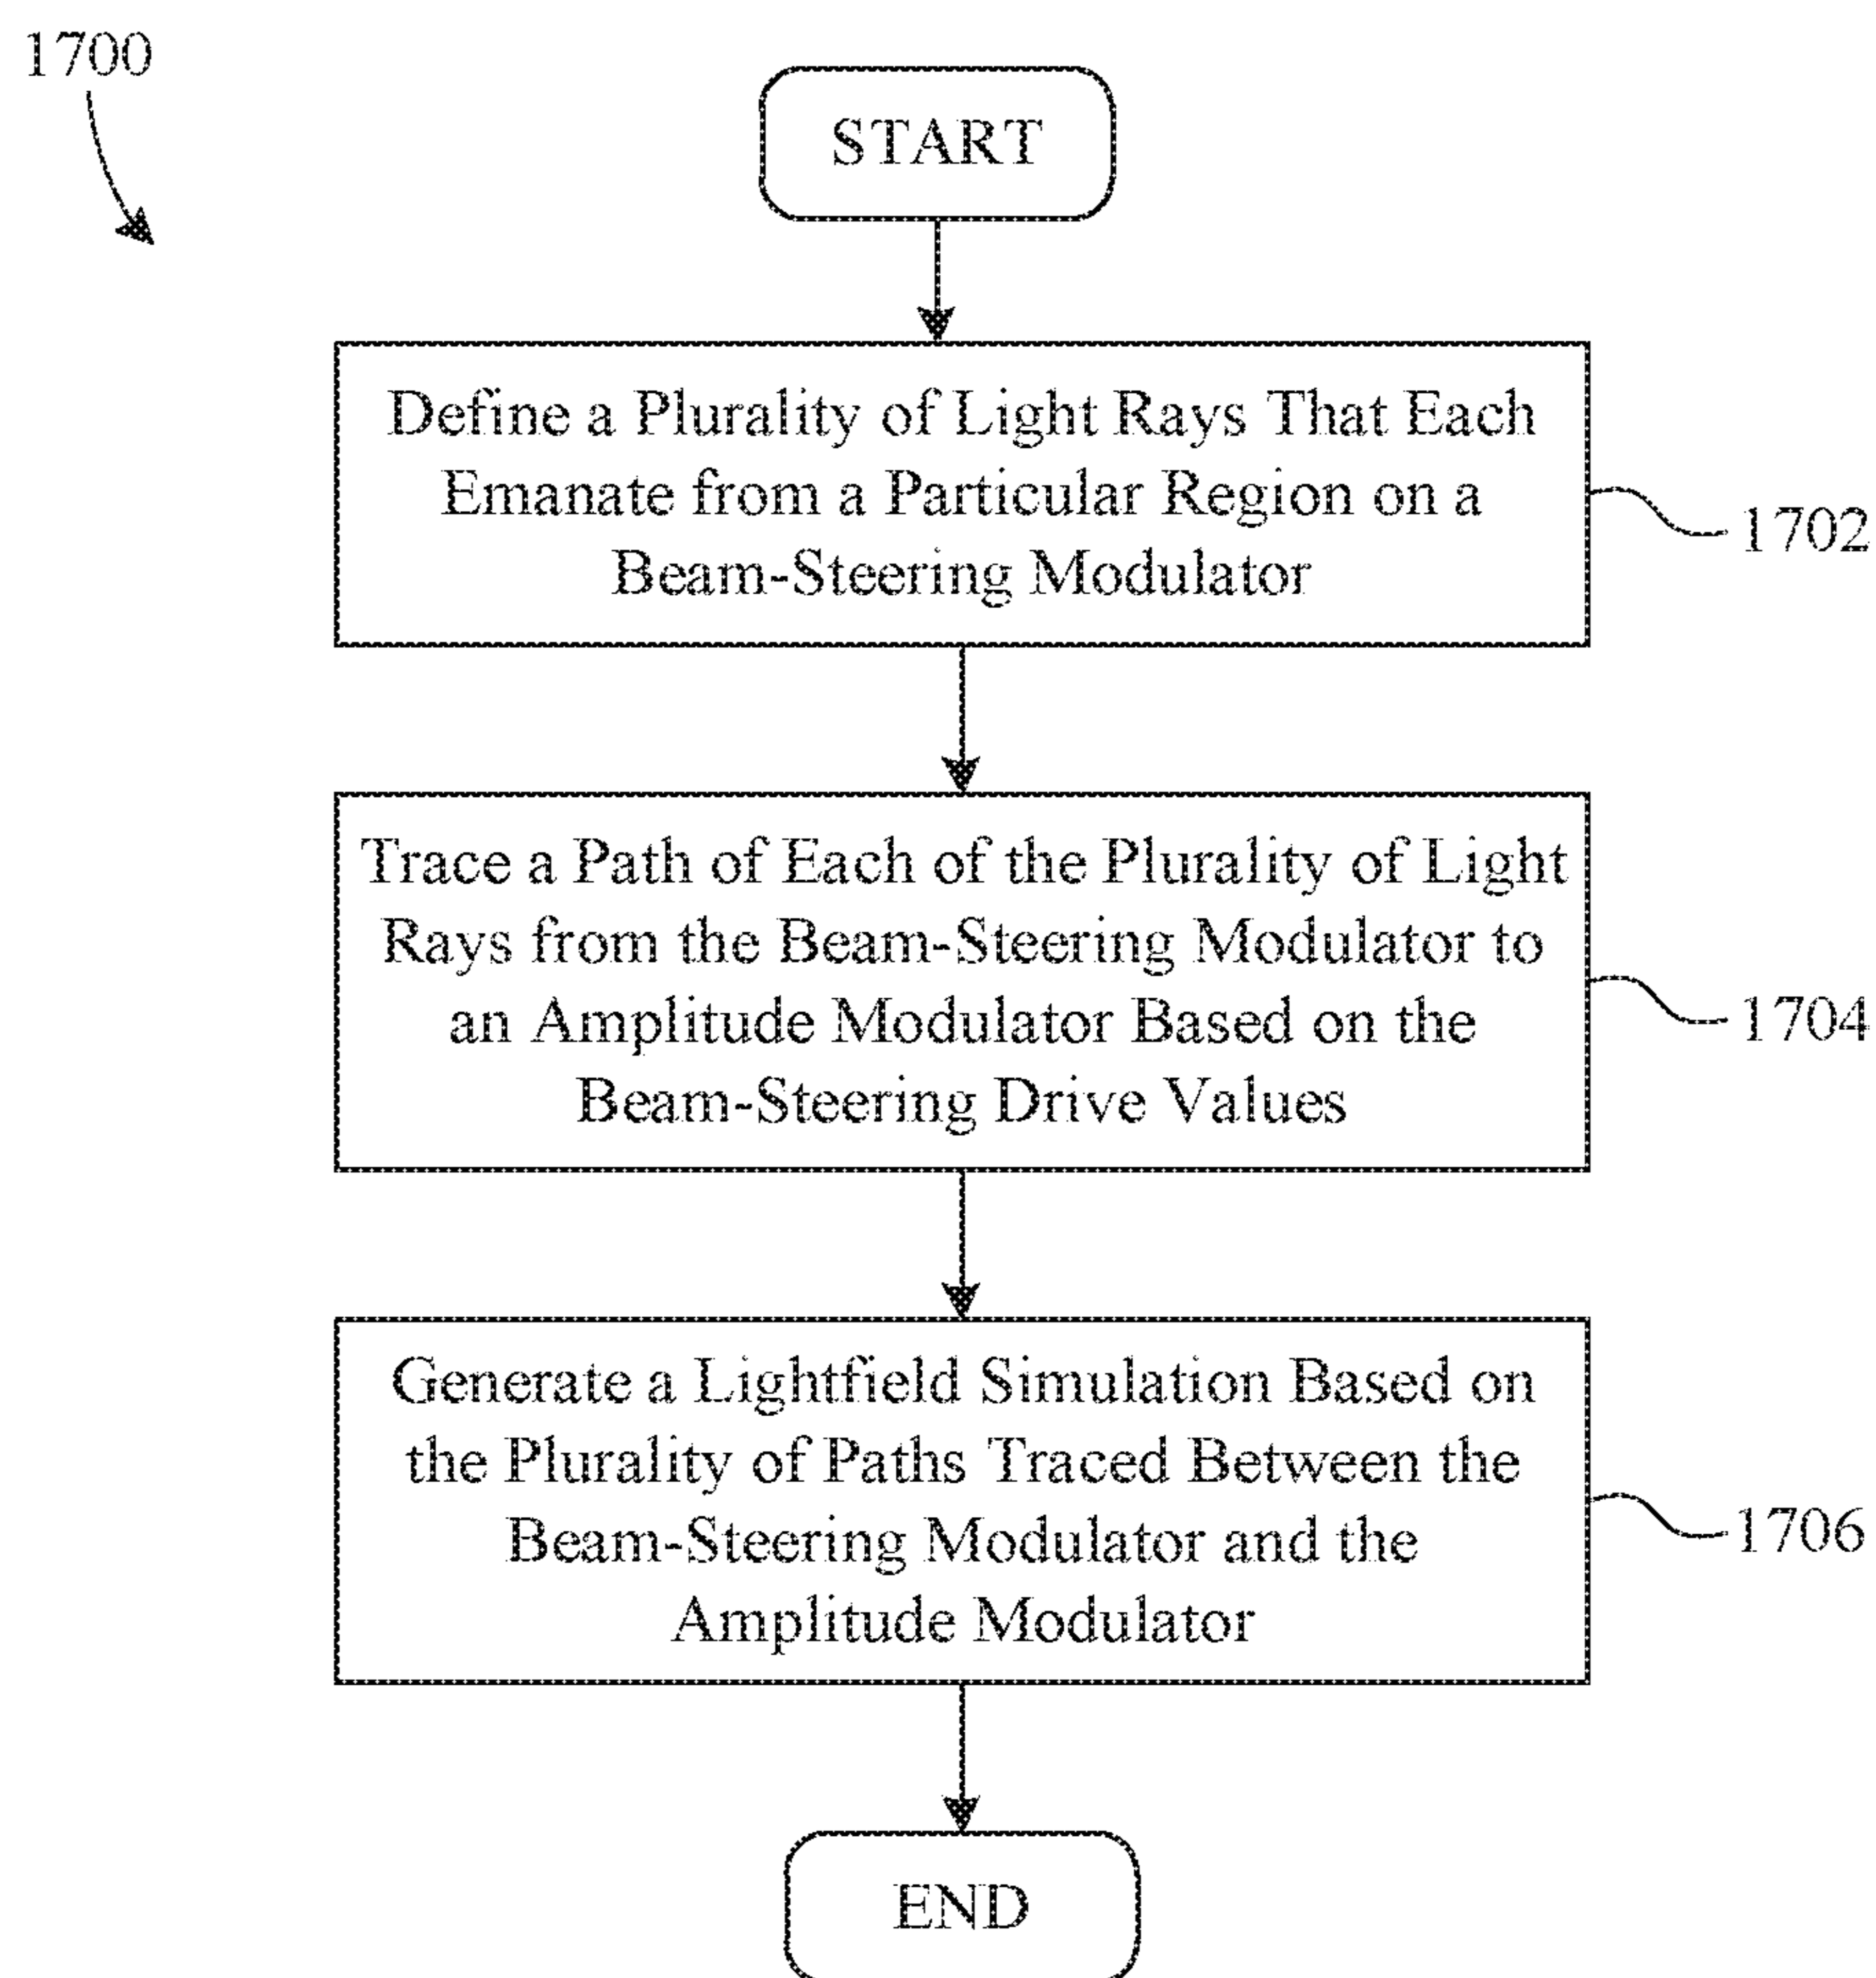 1700
START
Define a Plurality of Light Rays That Each
Emanate from a Particular Region on a
Beam-Steering Modulator
1702
Trace a Path of Each of the Plurality of Light
Rays from the Beam-Steering Modulator to
an Amplitude Modulator Based on the
Beam-Steering Drive Values
1704
Generate a Lightfield Simulation Based on
the Plurality of Paths Traced Between the
Beam-Steering Modulator and the
Amplitude Modulator
1706
END